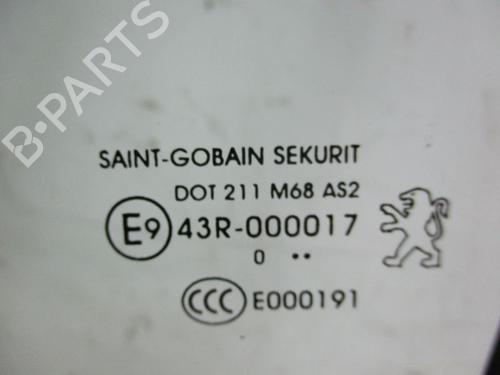 B-PARTS
SAINT-GOBAIN SEKURIT
DOT 211 M68 AS2
E9 43R-000017
0 ••
CCC E000191